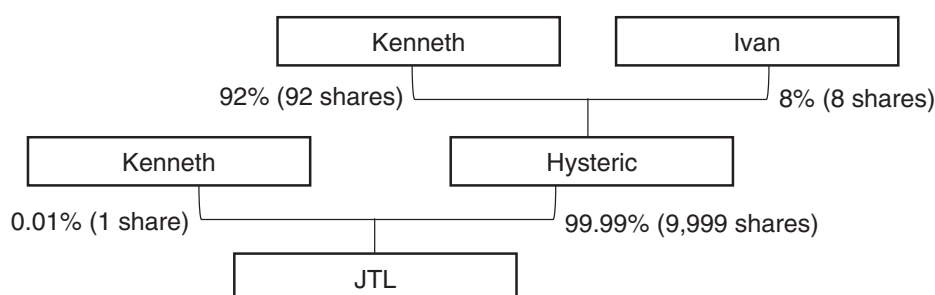 Kenneth
Ivan
92% (92 shares)
8% (8 shares)
Kenneth
Hysteric
0.01% (1 share)
99.99% (9,999 shares)
JTL